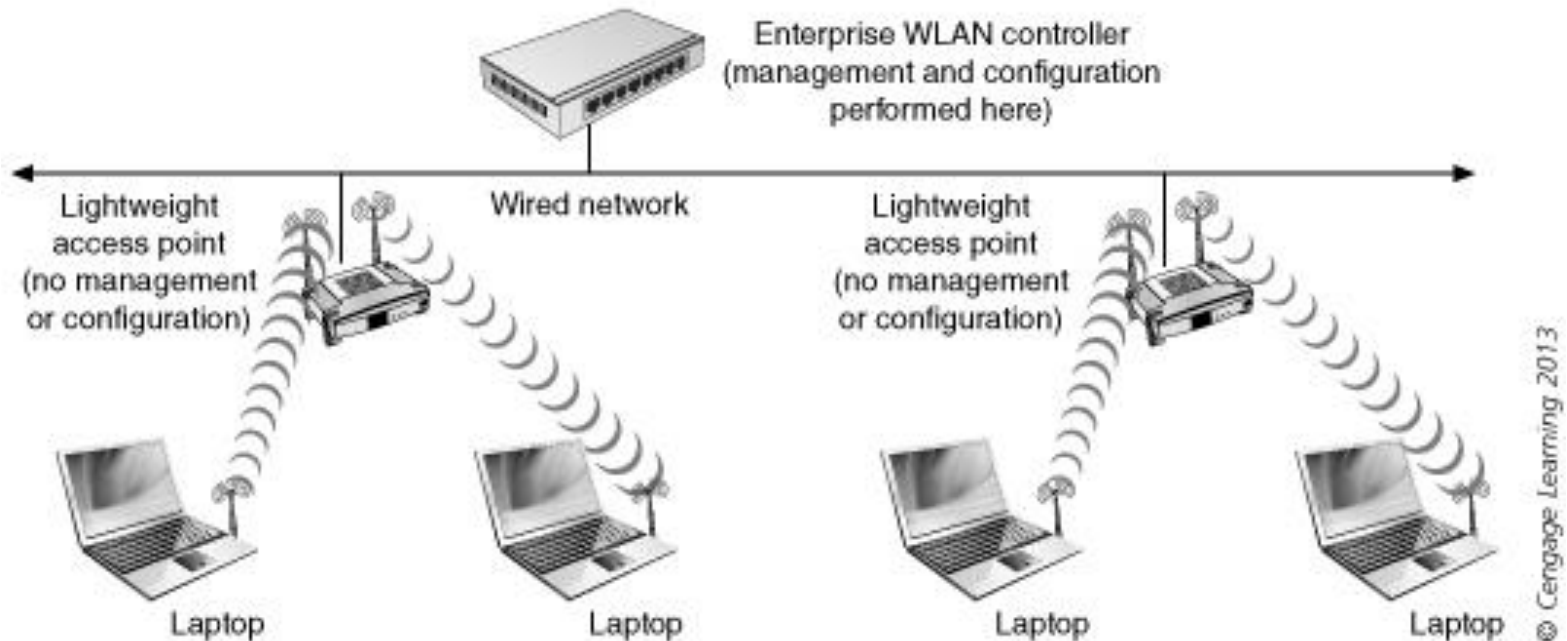 Enterprise WLAN controller
(management and configuration
performed here)
Lightweight
access point
(no management
or configuration)
Wired network
Lightweight
access point
(no management
or configuration)
Laptop
Laptop
Laptop
Laptop
© Cengage Learning 2013